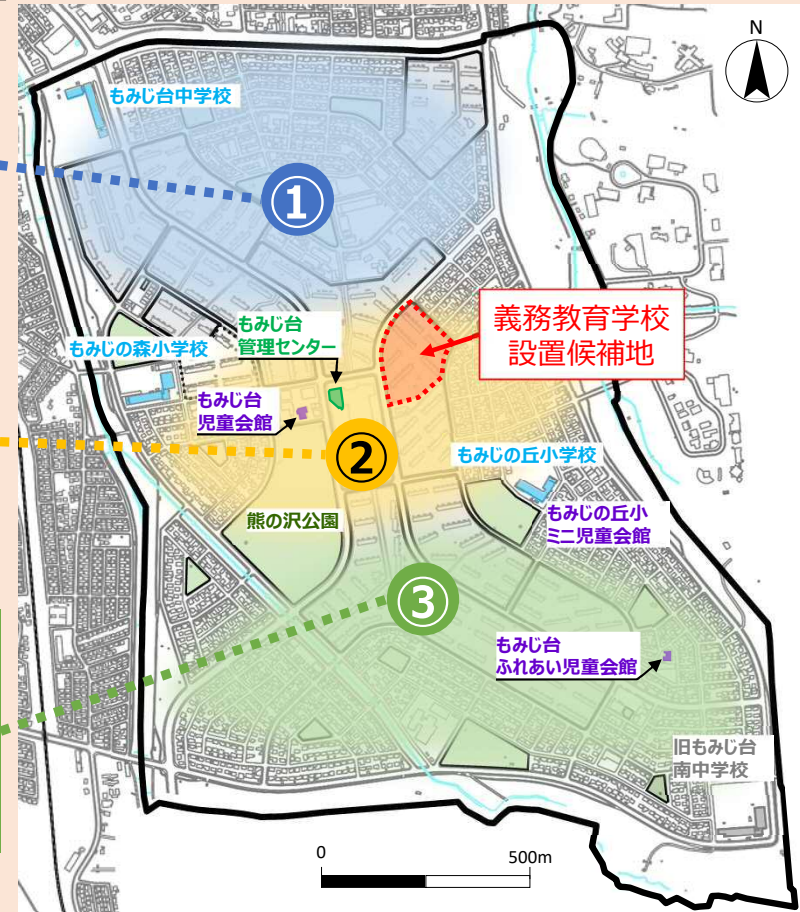 N
もみじ台中学校
①
義務教育学校
設置候補地
もみじ台
管理センター
もみじの森小学校
もみじ台
児童会館
②
もみじの丘小学校
熊の沢公園
もみじの丘小
ミニ児童会館
③
もみじ台
ふれあい児童会館
旧もみじ台
南中学校
0
500m